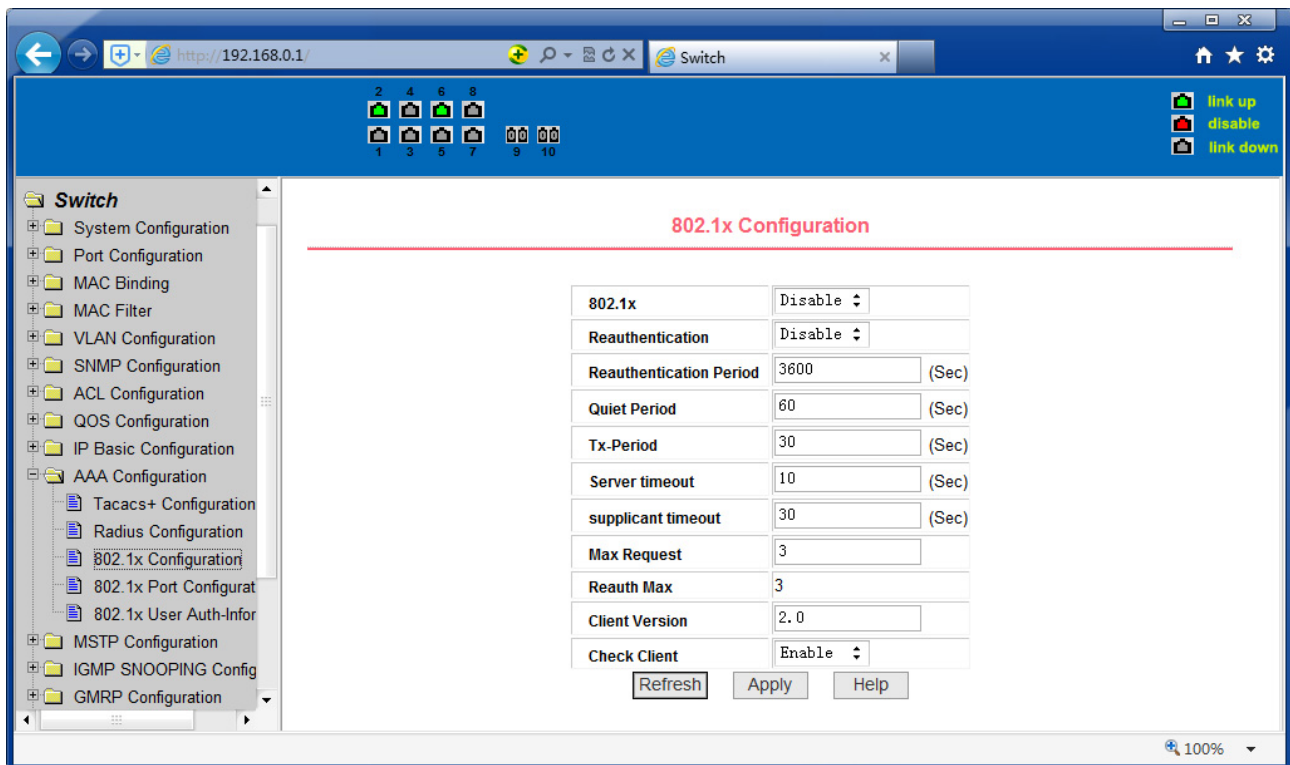 http://192.168.0.1/
Switch
2 4 6 8
1 3 5 7 9 10
link up
disable
link down
Switch
System Configuration
Port Configuration
MAC Binding
MAC Filter
VLAN Configuration
SNMP Configuration
ACL Configuration
QOS Configuration
IP Basic Configuration
AAA Configuration
Tacacs+ Configuration
Radius Configuration
802.1x Configuration
802.1x Port Configurat
802.1x User Auth-Infor
MSTP Configuration
IGMP SNOOPING Config
GMRP Configuration
802.1x Configuration
802.1x Disable
Reauthentication Disable
Reauthentication Period 3600 (Sec)
Quiet Period 60 (Sec)
Tx-Period 30 (Sec)
Server timeout 10 (Sec)
supplicant timeout 30 (Sec)
Max Request 3
Reauth Max 3
Client Version 2.0
Check Client Enable
Refresh Apply Help
100%